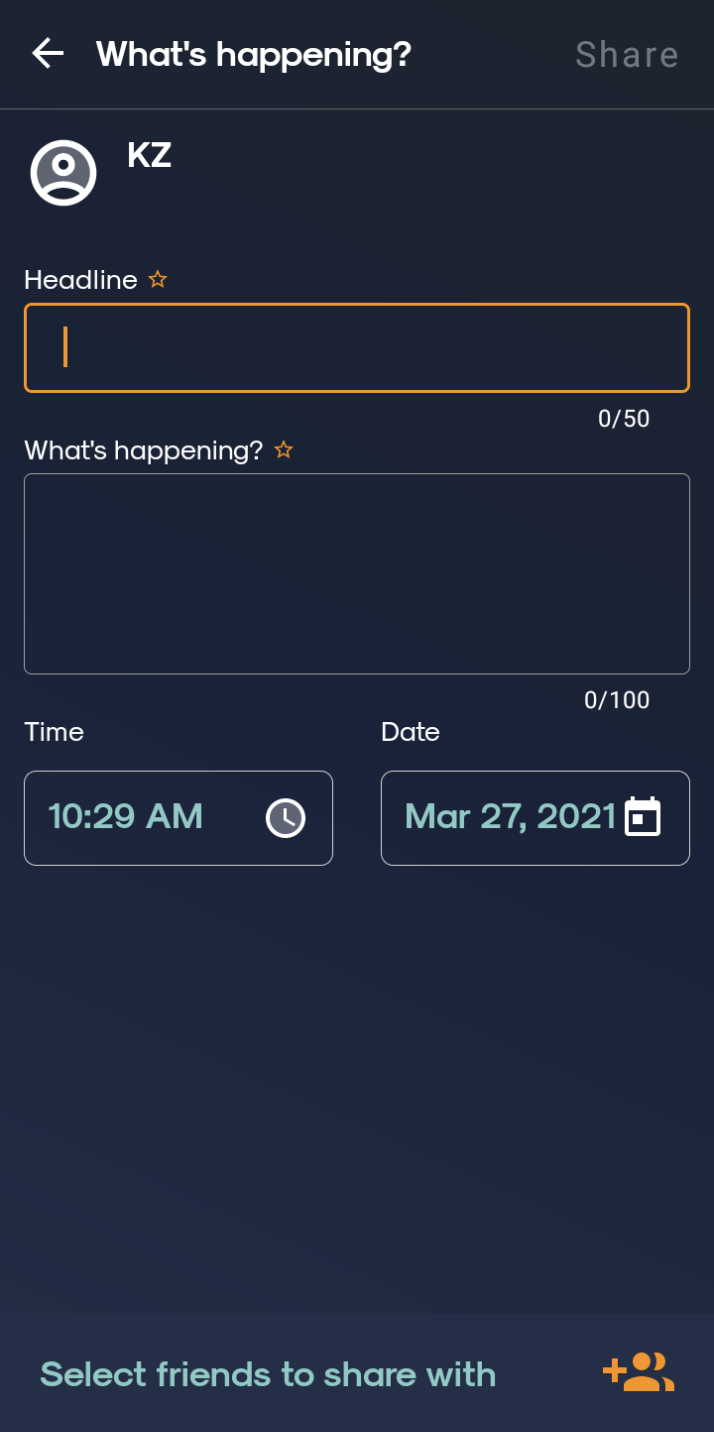 What's happening? Share
KZ
Headline
0/50
What's happening?
0/100
Time Date
10:29 AM Mar 27, 2021
Select friends to share with